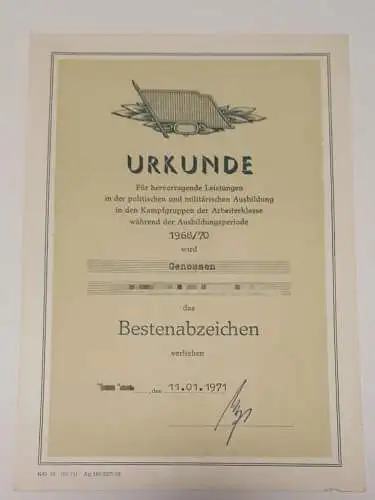 URKUNDE
Für hervorragende Leistungen
in der politischen und militärischen Ausbildung
in den Kampfgruppen der Arbeiterklasse
während der Ausbildungsperiode
1968/70
wird
Genossen
das
Bestenabzeichen
verliehen
, den 11.01.1971